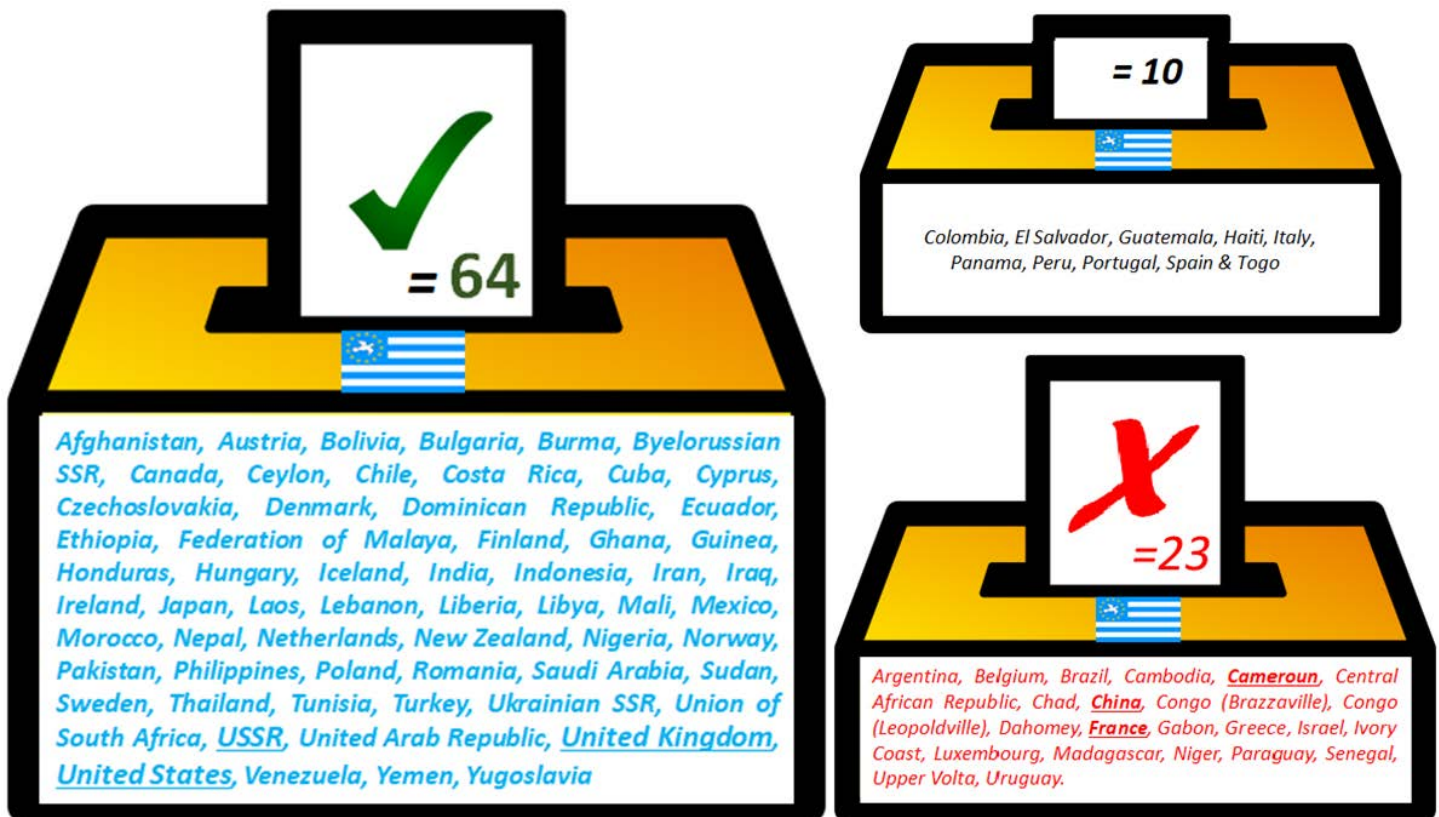 = 64
Afghanistan, Austria, Bolivia, Bulgaria, Burma, Byelorussian
SSR, Canada, Ceylon, Chile, Costa Rica, Cuba, Cyprus,
Czechoslovakia, Denmark, Dominican Republic, Ecuador,
Ethiopia, Federation of Malaya, Finland, Ghana, Guinea,
Honduras, Hungary, Iceland, India, Indonesia, Iran, Iraq,
Ireland, Japan, Laos, Lebanon, Liberia, Libya, Mali, Mexico,
Morocco, Nepal, Netherlands, New Zealand, Nigeria, Norway,
Pakistan, Philippines, Poland, Romania, Saudi Arabia, Sudan,
Sweden, Thailand, Tunisia, Turkey, Ukrainian SSR, Union of
South Africa, USSR, United Arab Republic, United Kingdom,
United States, Venezuela, Yemen, Yugoslavia
= 10
Colombia, El Salvador, Guatemala, Haiti, Italy,
Panama, Peru, Portugal, Spain & Togo
=23
Argentina, Belgium, Brazil, Cambodia, Cameroun, Central
African Republic, Chad, China, Congo (Brazzaville), Congo
(Leopoldville), Dahomey, France, Gabon, Greece, Israel, Ivory
Coast, Luxembourg, Madagascar, Niger, Paraguay, Senegal,
Upper Volta, Uruguay.